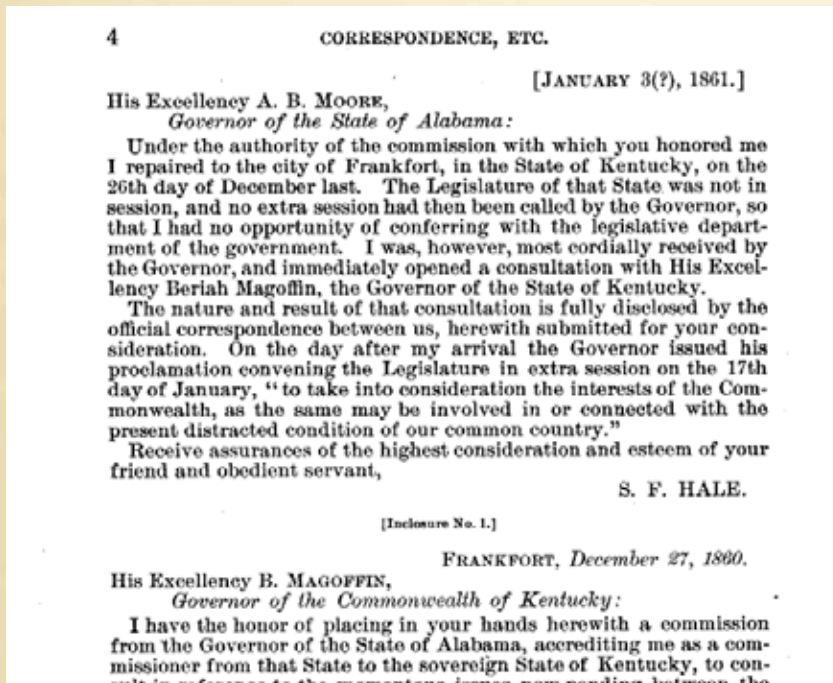 4 CORRESPONDENCE, ETC.
[JANUARY 3(?), 1861.]
His Excellency A. B. MOORE,
Governor of the State of Alabama:
Under the authority of the commission with which you honored me
I repaired to the city of Frankfort, in the State of Kentucky, on the
26th day of December last. The Legislature of that State was not in
session, and no extra session had then been called by the Governor, so
that I had no opportunity of conferring with the legislative depart-
ment of the government. I was, however, most cordially received by
the Governor, and immediately opened a consultation with His Excel-
lency Beriah Magoffin, the Governor of the State of Kentucky.
The nature and result of that consultation is fully disclosed by the
official correspondence between us, herewith submitted for your con-
sideration. On the day after my arrival the Governor issued his
proclamation convening the Legislature in extra session on the 17th
day of January, "to take into consideration the interests of the Com-
monwealth, as the same may be involved in or connected with the
present distracted condition of our common country."
Receive assurances of the highest consideration and esteem of your
friend and obedient servant,
S. F. HALE.
[Inclosure No. 1.]
FRANKFORT, December 27, 1860.
His Excellency B. MAGOFFIN,
Governor of the Commonwealth of Kentucky:
I have the honor of placing in your hands herewith a commission
from the Governor of the State of Alabama, accrediting me as a com-
missioner from that State to the sovereign State of Kentucky, to con-